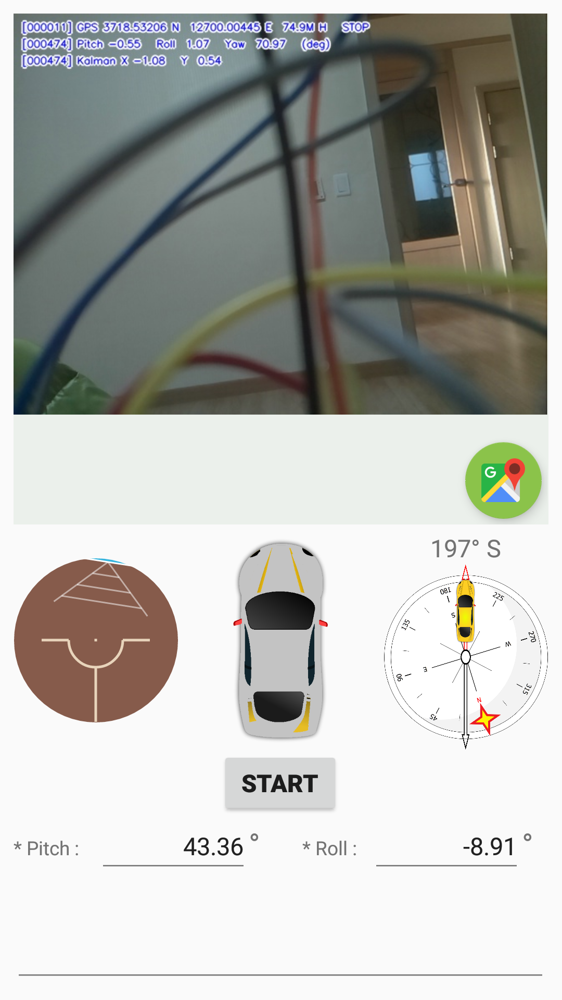 [000011] GPS 3718.53206 N 12700.00445 E 74.9M H STOP
[000474] Pitch -0.55 Roll 1.07 Yaw 70.97 (deg)
[000474] Kalman X -1.08 Y 0.54
G
197° S
180
225
135
S
270
W
E
90
315
N
45
START
* Pitch : 43.36 ° * Roll : -8.91 °